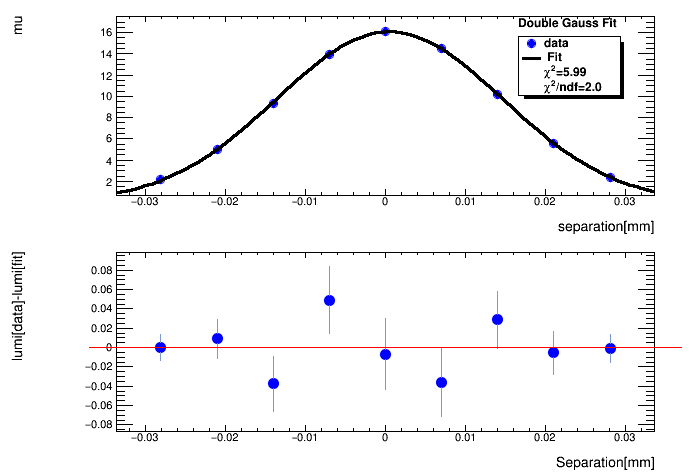 mu
Double Gauss Fit
data
Fit
χ²=5.99
χ²/ndf=2.0
16
14
12
10
8
6
4
2
−0.03 −0.02 −0.01 0 0.01 0.02 0.03
separation[mm]
lumi[data]-lumi[fit]
0.08
0.06
0.04
0.02
0
−0.02
−0.04
−0.06
−0.08
−0.03 −0.02 −0.01 0 0.01 0.02 0.03
Separation[mm]